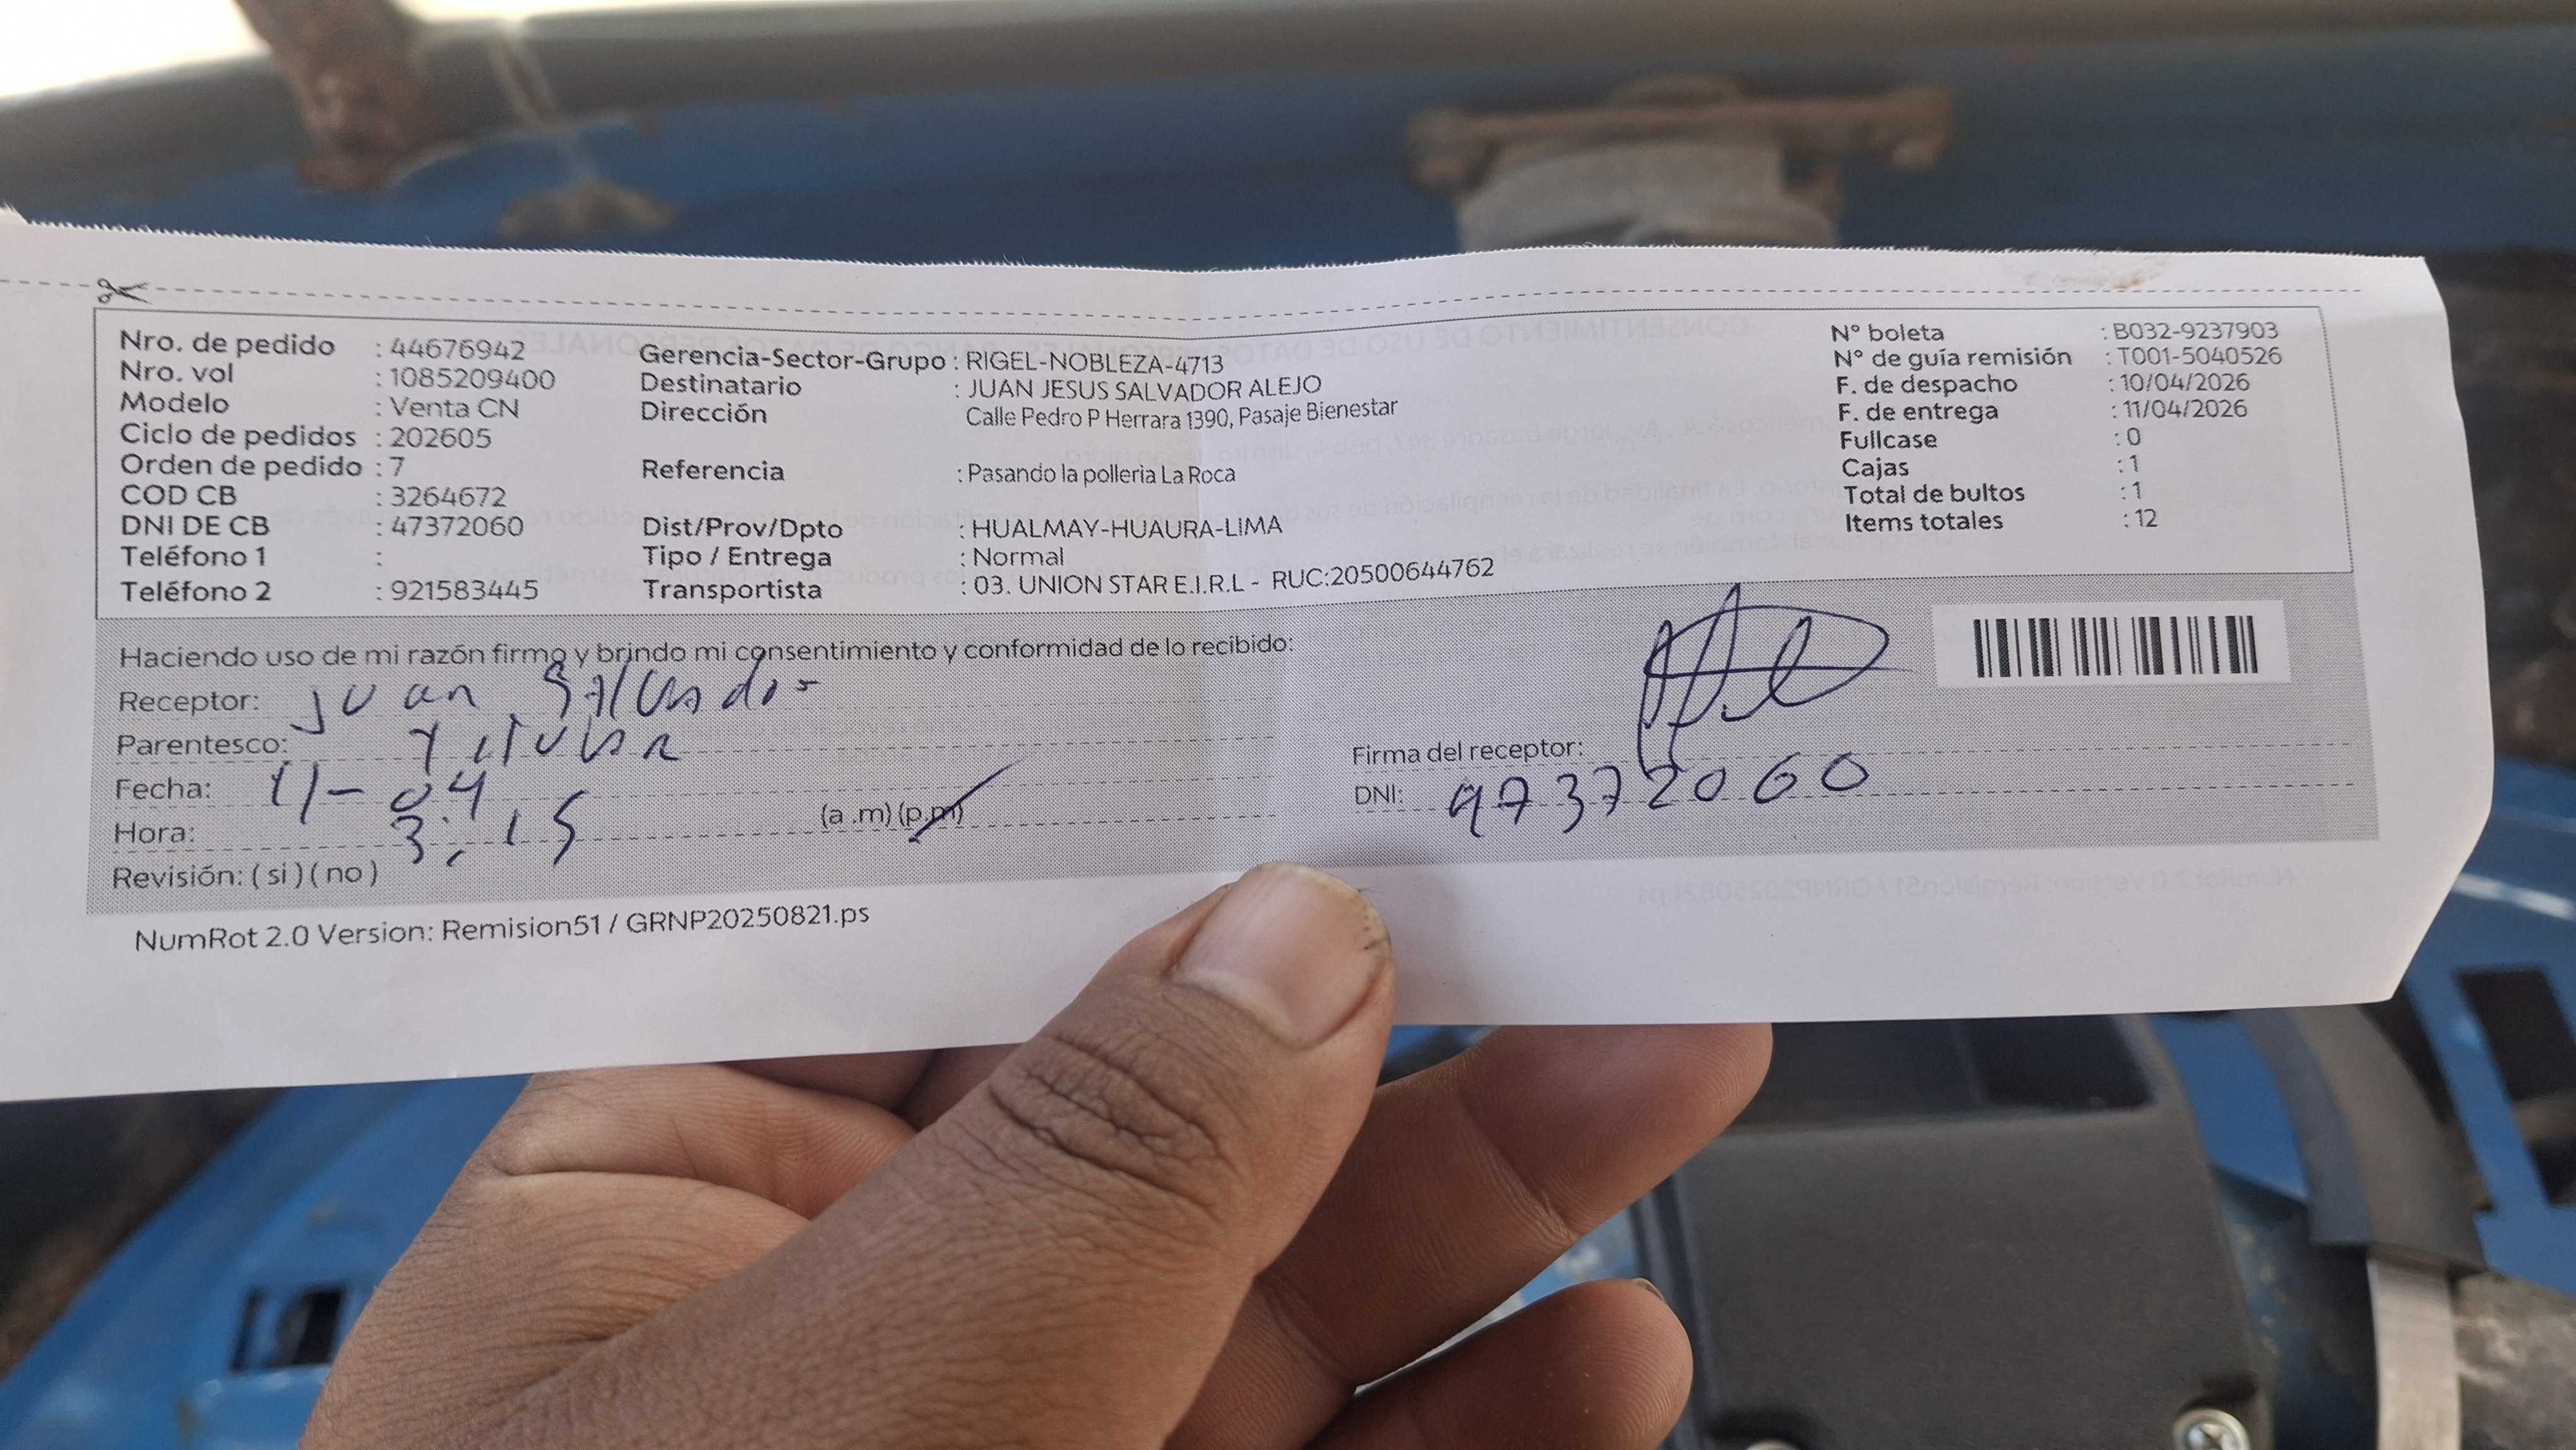 Nro. de pedido : 44676942
Nro. vol : 1085209400
Modelo : Venta CN
Ciclo de pedidos : 202605
Orden de pedido : 7
COD CB : 3264672
DNI DE CB : 47372060
Teléfono 1 :
Teléfono 2 : 921583445
Gerencia-Sector-Grupo : RIGEL-NOBLEZA-4713
Destinatario : JUAN JESUS SALVADOR ALEJO
Dirección Calle Pedro P Herrara 1390, Pasaje Bienestar
Referencia : Pasando la polleria La Roca
Dist/Prov/Dpto : HUALMAY-HUAURA-LIMA
Tipo / Entrega : Normal
Transportista : 03. UNION STAR E.I.R.L - RUC:20500644762
N° boleta : B032-9237903
N° de guía remisión : T001-5040526
F. de despacho : 10/04/2026
F. de entrega : 11/04/2026
Fullcase : 0
Cajas : 1
Total de bultos : 1
Items totales : 12
Haciendo uso de mi razón firmo y brindo mi consentimiento y conformidad de lo recibido:
Receptor: Juan Salvador
Parentesco: Titular
Fecha: 11-04
Hora: 3:15 (a .m) (p.m)
Revisión: ( si ) ( no )
Firma del receptor:
DNI: 47372060
NumRot 2.0 Version: Remision51 / GRNP20250821.ps